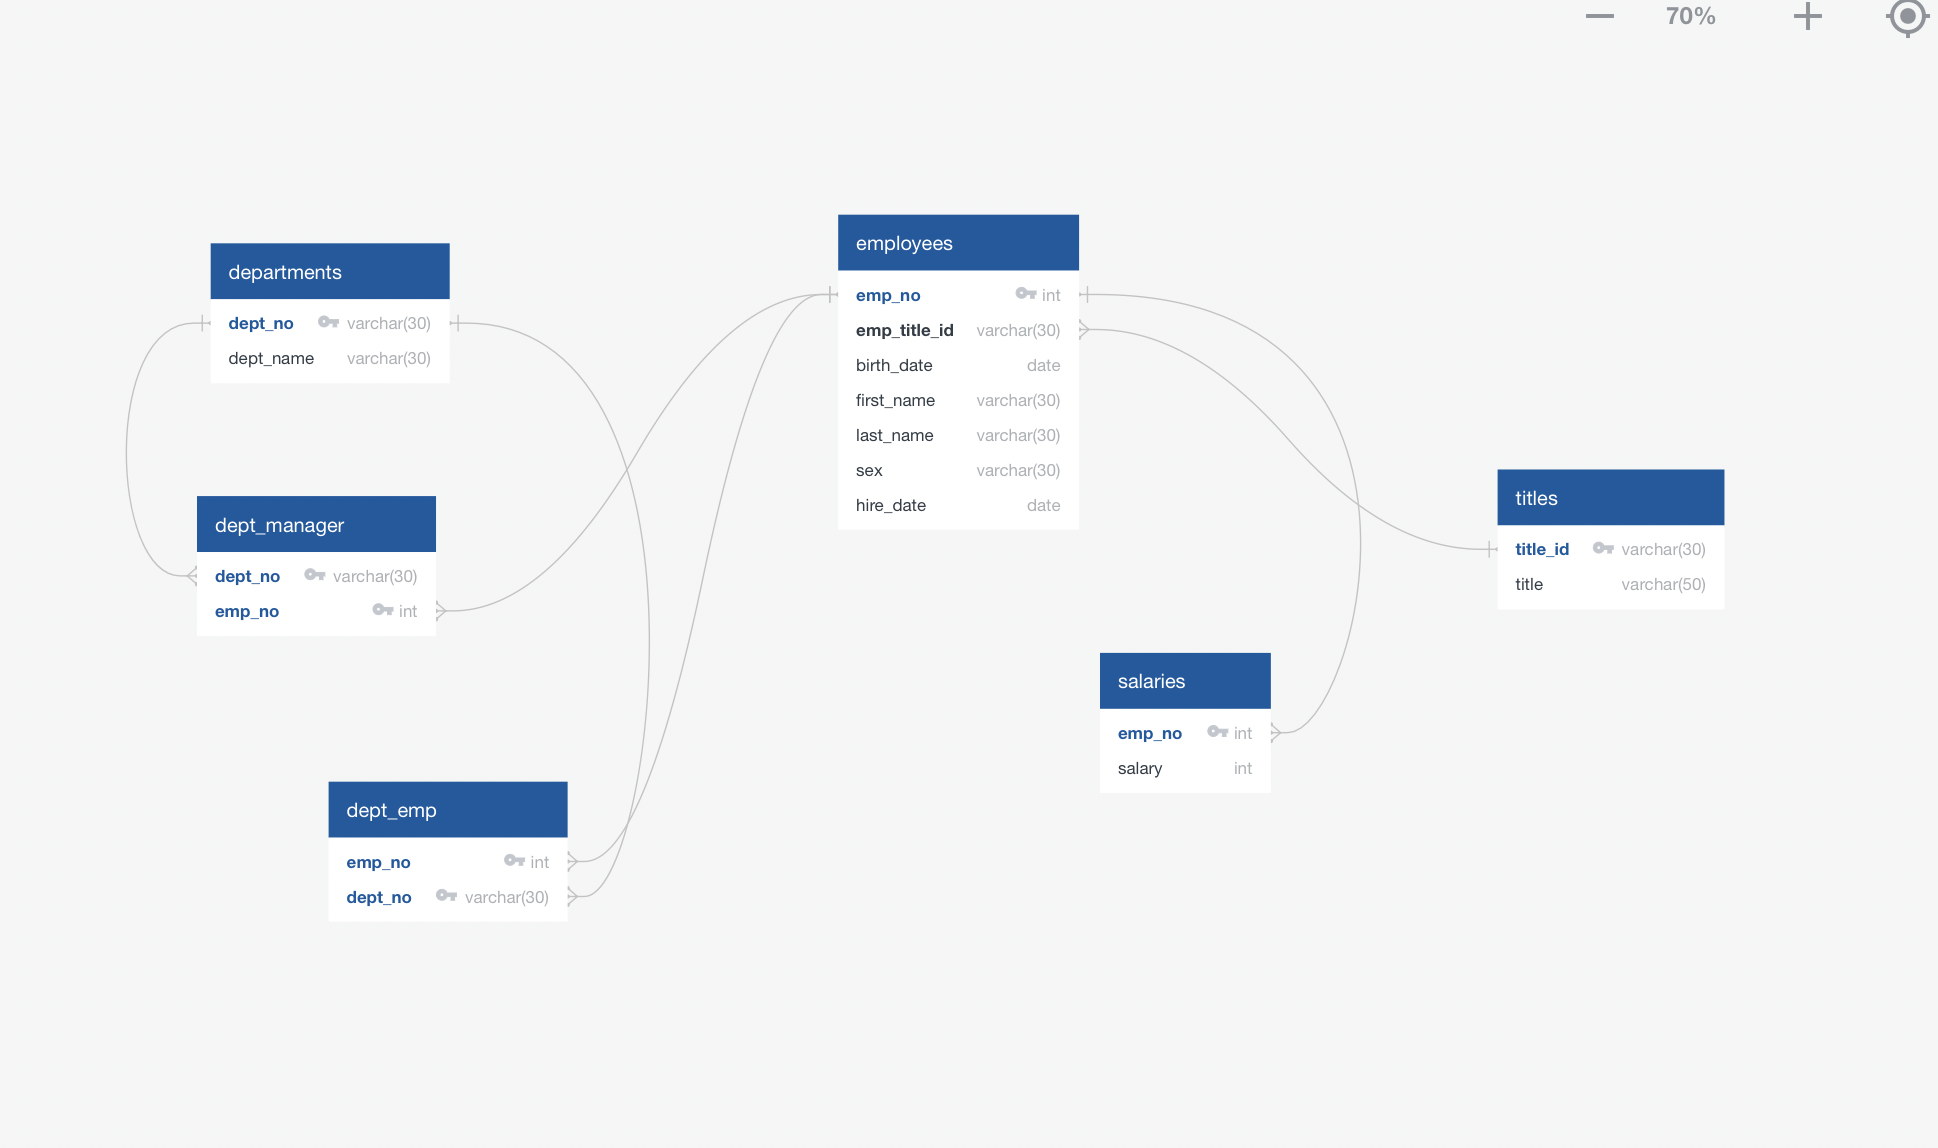 70%
departments
dept_no varchar(30)
dept_name varchar(30)
employees
emp_no int
emp_title_id varchar(30)
birth_date date
first_name varchar(30)
last_name varchar(30)
sex varchar(30)
hire_date date
dept_manager
dept_no varchar(30)
emp_no int
titles
title_id varchar(30)
title varchar(50)
salaries
emp_no int
salary int
dept_emp
emp_no int
dept_no varchar(30)